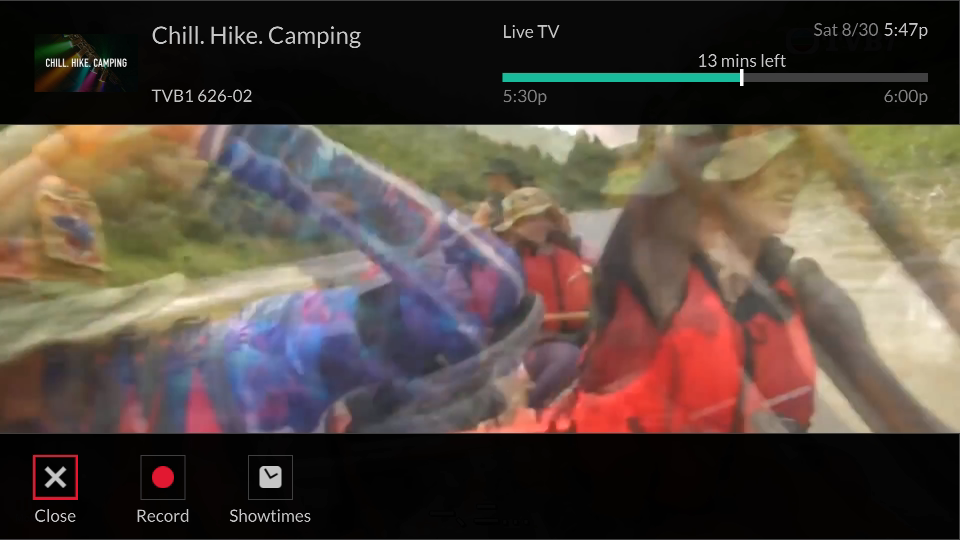 CHILL. HIKE. CAMPING
Chill. Hike. Camping
TVB1 626-02
Live TV
Sat 8/30 5:47p
13 mins left
5:30p
6:00p
Close
Record
Showtimes